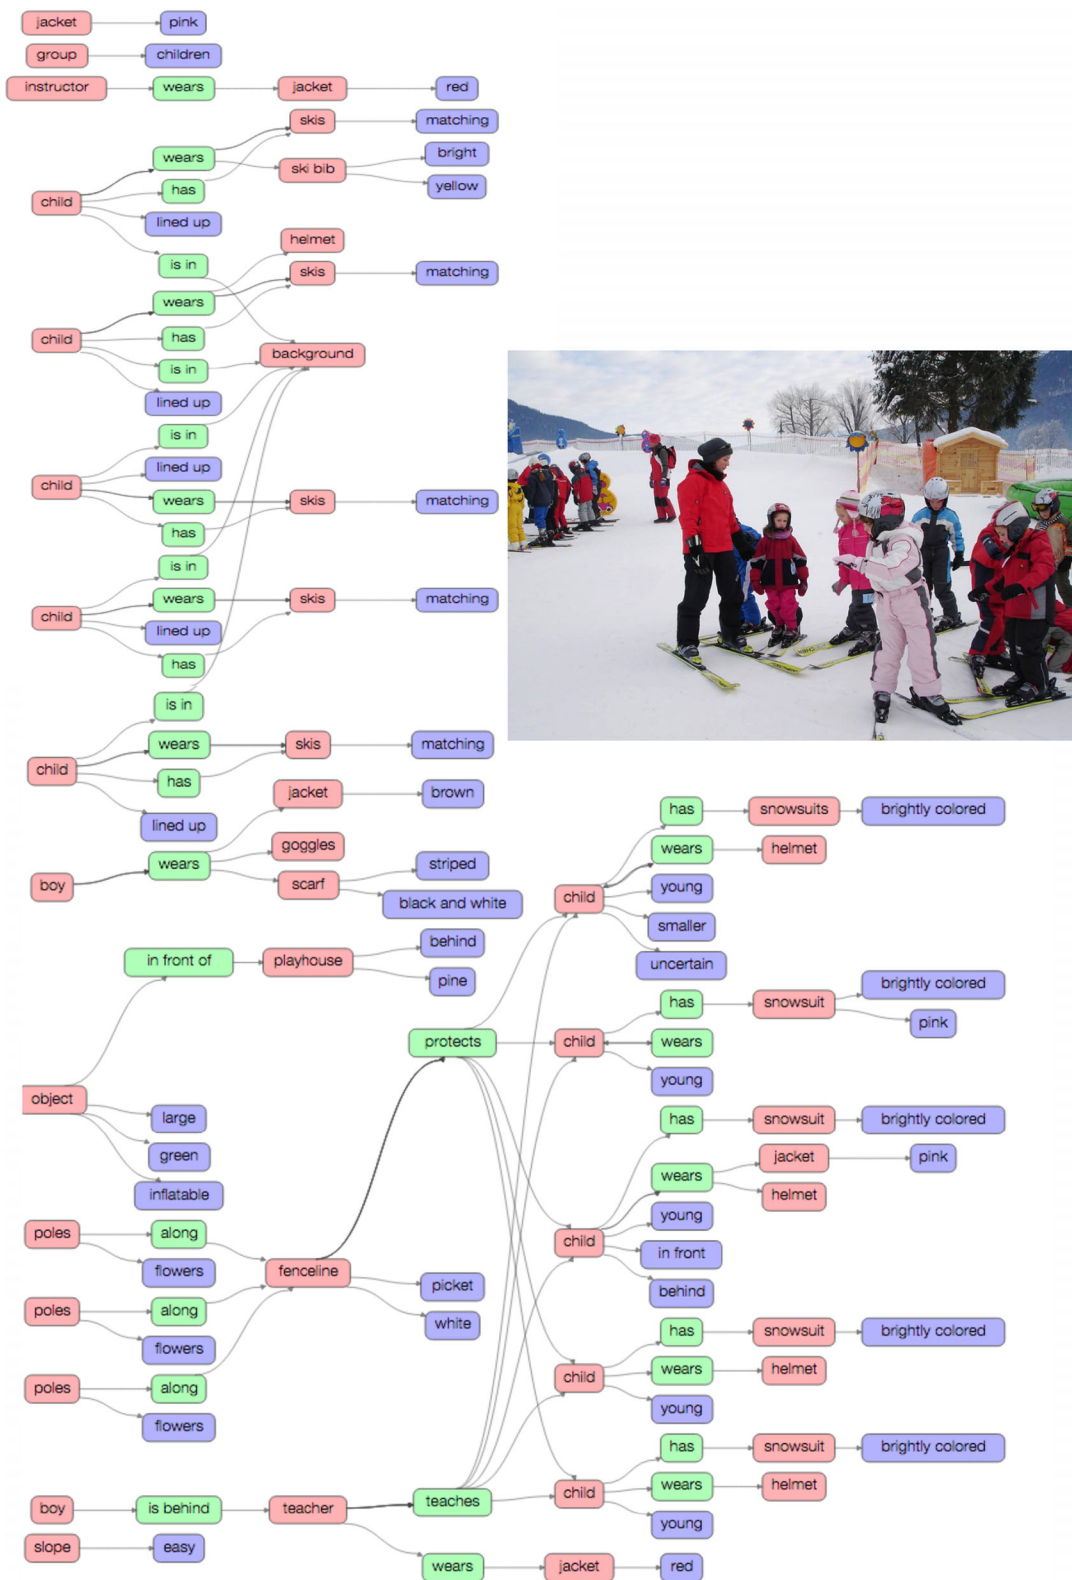 jacket pink
group children
instructor wears jacket red
skis matching
wears ski bib bright
has yellow
child
lined up
is in helmet
skis matching
wears
child has
background
is in
lined up
is in
lined up
child
wears skis matching
has
is in
wears skis matching
child
lined up
has
is in
wears skis matching
child
has
jacket brown
lined up
goggles
wears
striped
boy scarf
black and white
in front of playhouse behind
pine
object
large
green
inflatable
poles along
flowers
fenceline
picket
poles along
white
flowers
poles along
flowers
boy is behind teacher teaches
slope easy
wears jacket red
protects
has snowsuits brightly colored
wears helmet
child young
smaller
uncertain
has snowsuit brightly colored
pink
child wears
young
has snowsuit brightly colored
jacket pink
wears
helmet
young
child
in front
behind
has snowsuit brightly colored
wears helmet
child
young
has snowsuit brightly colored
wears helmet
child
young